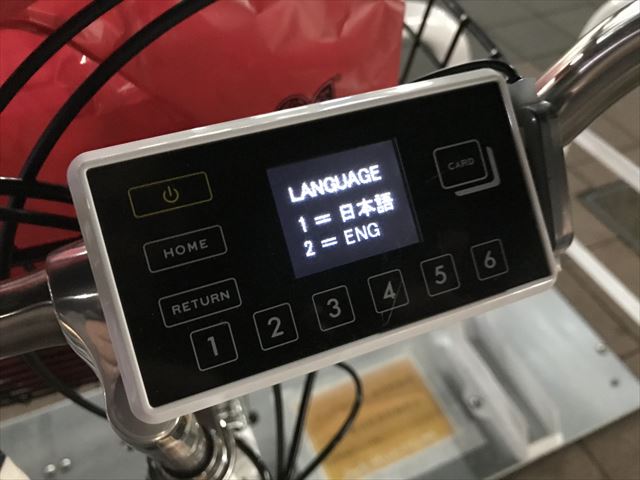 LANGUAGE
1 = 日本語
2 = ENG
CARD
HOME
RETURN
1 2 3 4 5 6